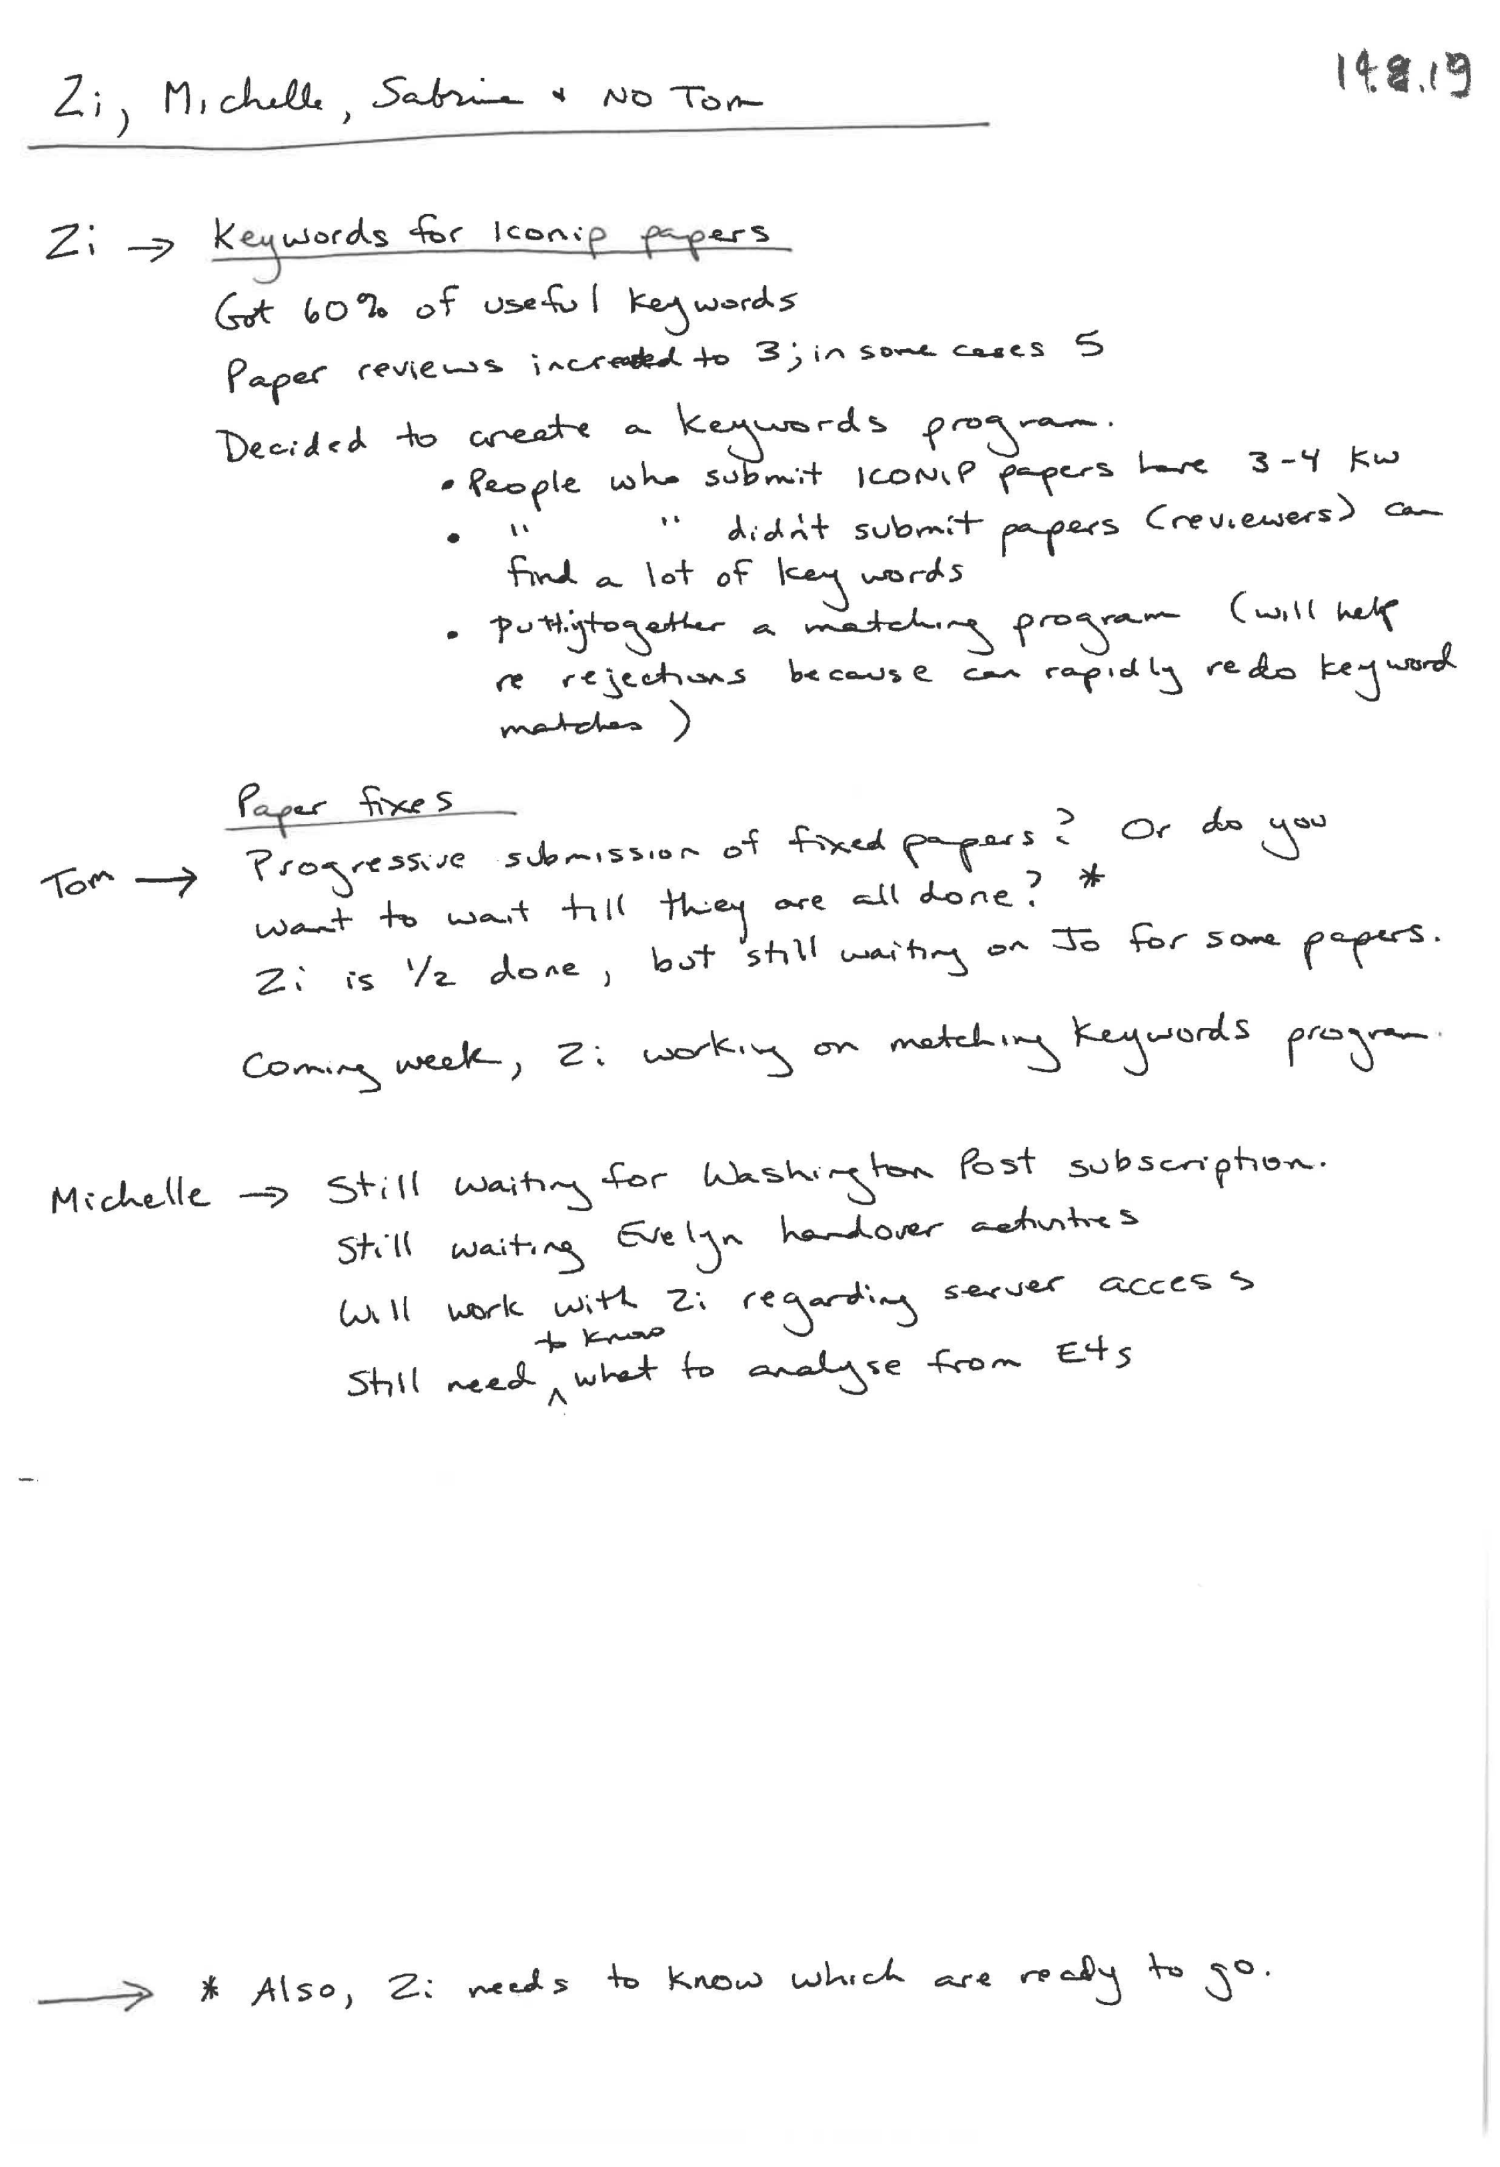 14.8.19
Zi, Michelle, Sabrina + NO Tom
Zi → Keywords for Iconip papers
Got 60% of useful keywords
Paper reviews increased to 3; in some cases 5
Decided to create a keywords program.
• People who submit ICONIP papers have 3-4 KW
• " " didn't submit papers (reviewers) can
find a lot of key words
• Putting together a matching program (will help
re rejections because can rapidly redo keyword
matches)
Paper fixes
Tom → Progressive submission of fixed papers? Or do you
want to wait till they are all done? *
Zi is 1/2 done, but still waiting on Jo for some papers.
Coming week, Zi working on matching keywords program.
Michelle → Still waiting for Washington Post subscription.
Still waiting Evelyn handover activities
Will work with Zi regarding server access
to know
Still need ^ what to analyse from E4s
→ * Also, Zi needs to know which are ready to go.